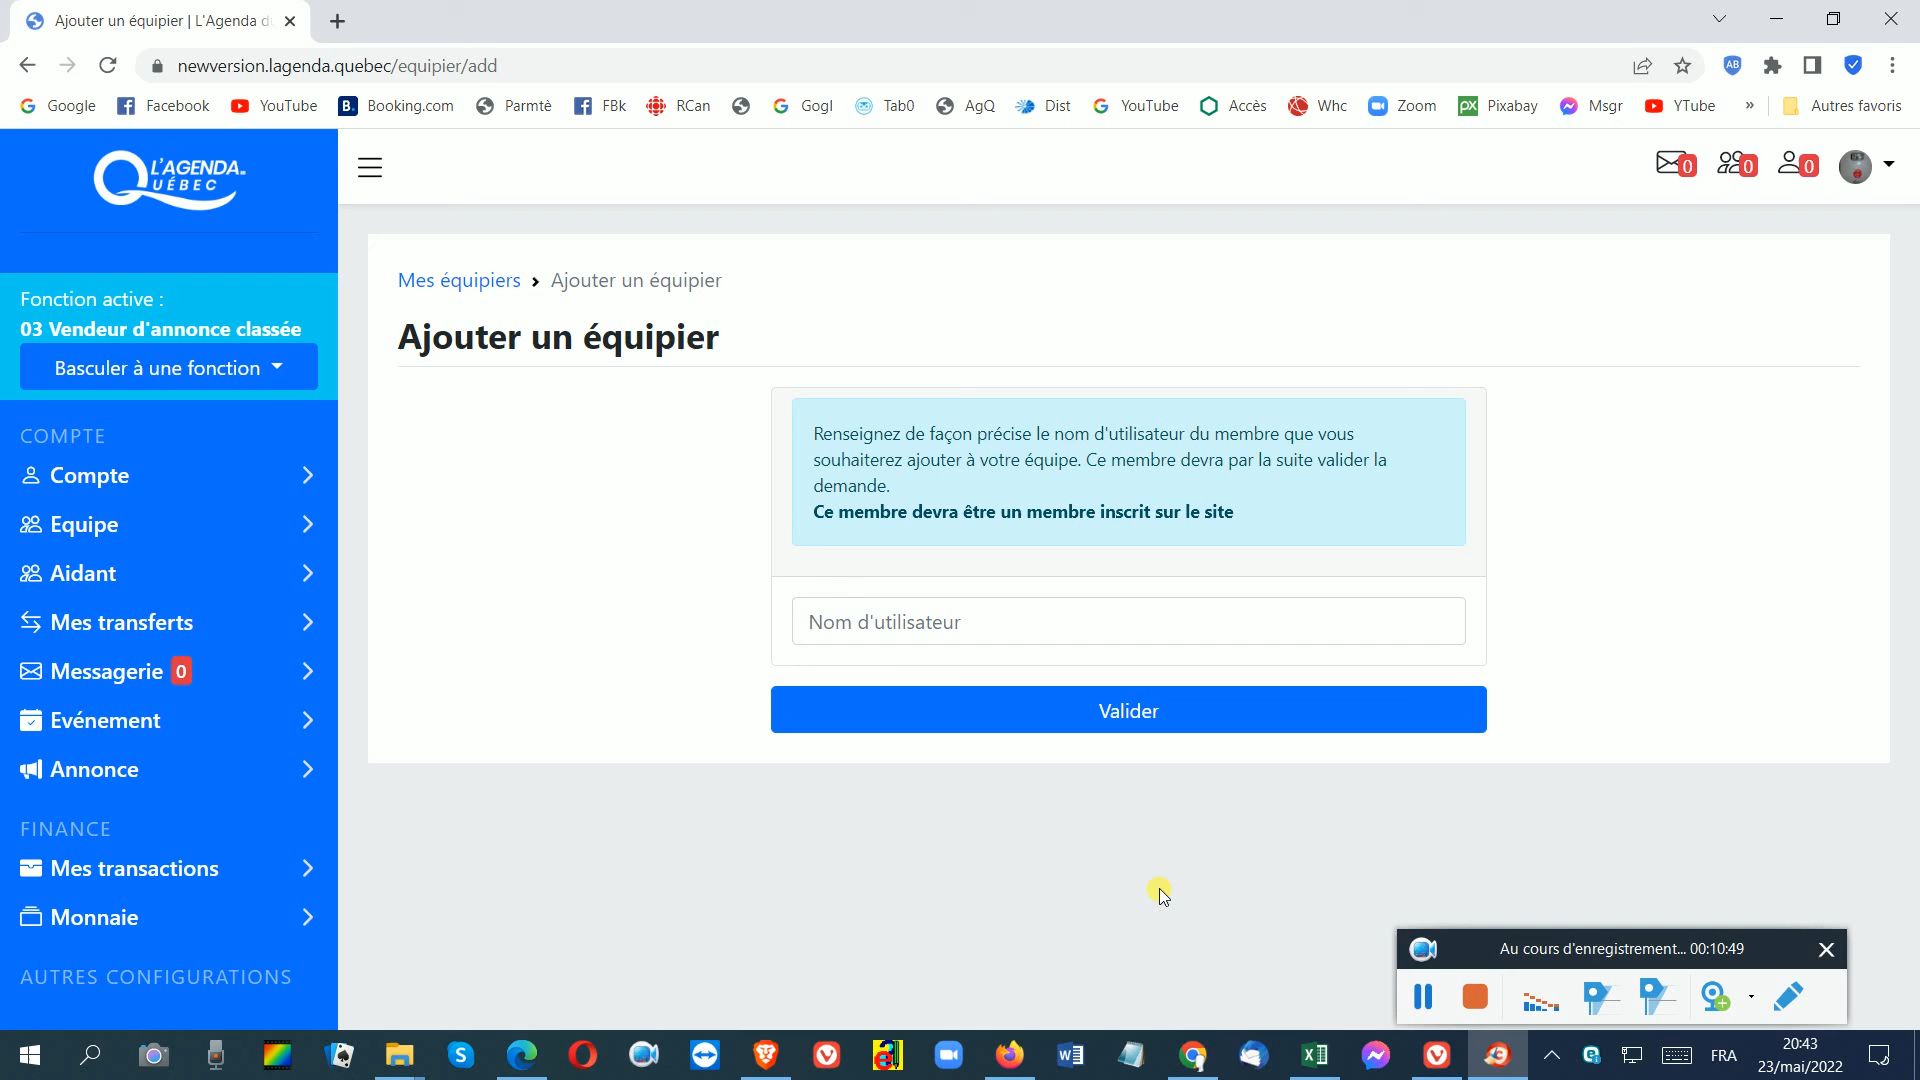 Ajouter un équipier | L'Agenda d
newversion.lagenda.quebec/equipier/add
Google Facebook YouTube Booking.com Parmtè FBk RCan Gogl Tab0 AgQ Dist YouTube Accès Whc Zoom Pixabay Msgr YTube » Autres favoris
L'AGENDA
QUÉBEC
0 0 0
Mes équipiers › Ajouter un équipier
Ajouter un équipier
Fonction active :
03 Vendeur d'annonce classée
Basculer à une fonction
COMPTE
Compte
Equipe
Aidant
Mes transferts
Messagerie 0
Evénement
Annonce
FINANCE
Mes transactions
Monnaie
AUTRES CONFIGURATIONS
Renseignez de façon précise le nom d'utilisateur du membre que vous
souhaiterez ajouter à votre équipe. Ce membre devra par la suite valider la
demande.
Ce membre devra être un membre inscrit sur le site
Nom d'utilisateur
Valider
Au cours d'enregistrement... 00:10:49
FRA
20:43
23/mai/2022